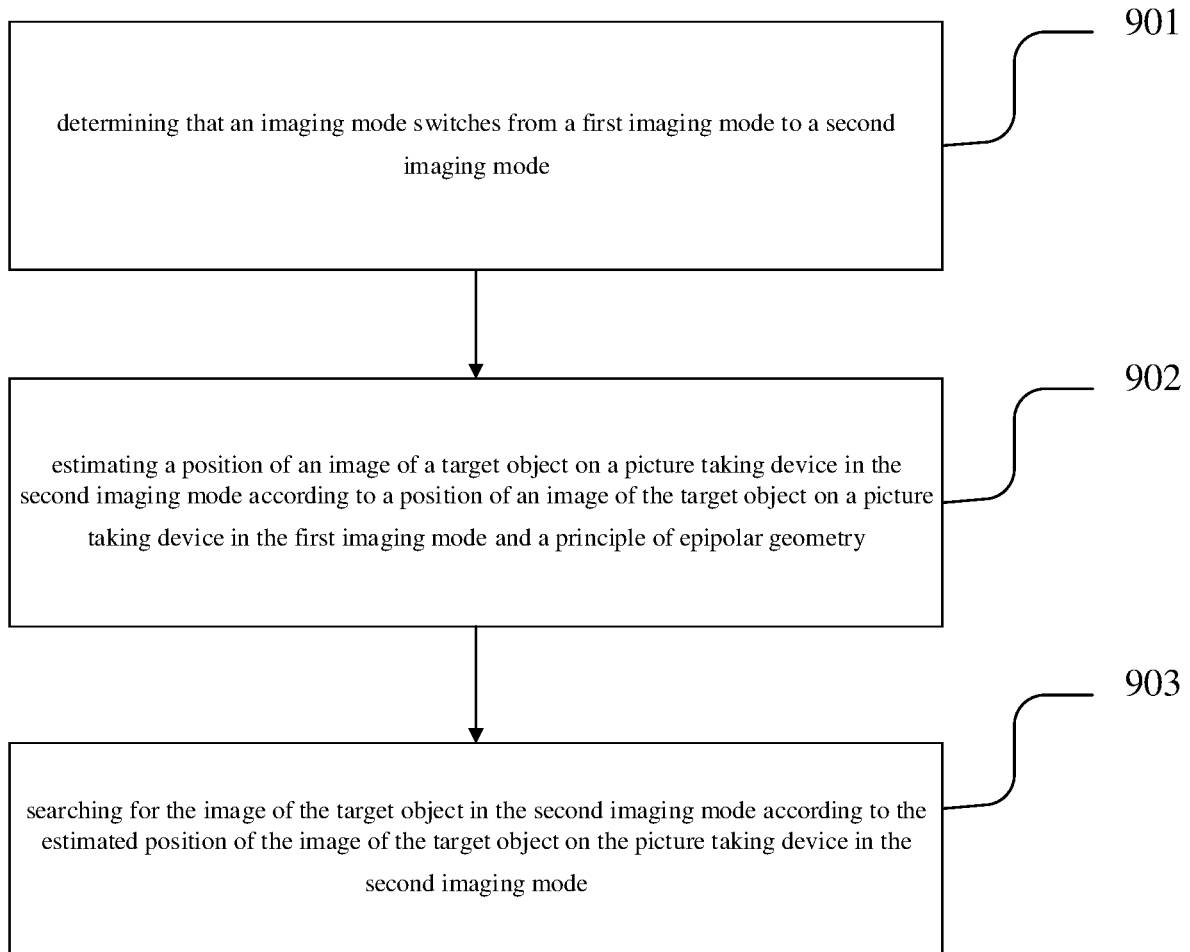 901
determining that an imaging mode switches from a first imaging mode to a second
imaging mode
902
estimating a position of an image of a target object on a picture taking device in the
second imaging mode according to a position of an image of the target object on a picture
taking device in the first imaging mode and a principle of epipolar geometry
903
searching for the image of the target object in the second imaging mode according to the
estimated position of the image of the target object on the picture taking device in the
second imaging mode